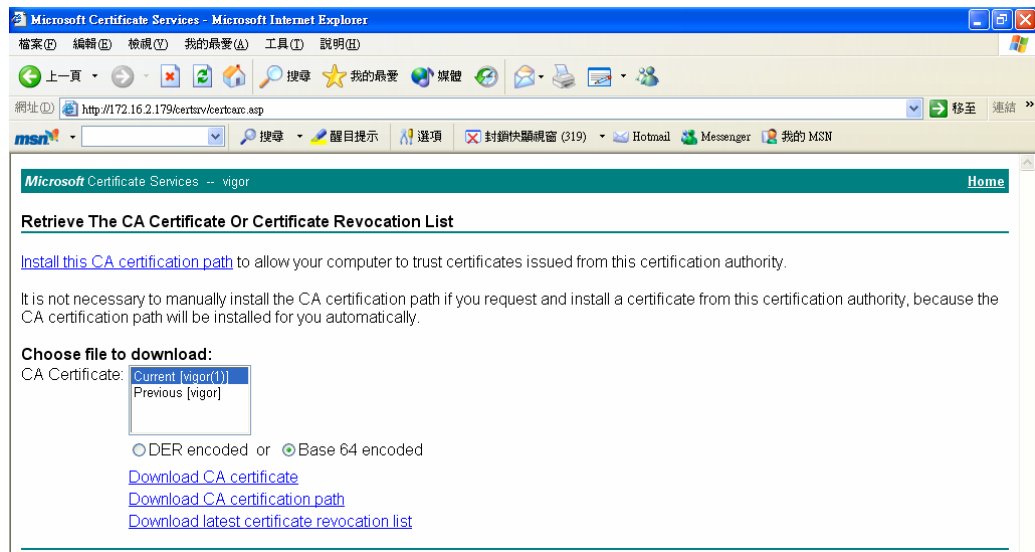 Microsoft Certificate Services - Microsoft Internet Explorer
檔案(F) 編輯(E) 檢視(V) 我的最愛(A) 工具(T) 說明(H)
上一頁 搜尋 我的最愛 媒體
網址(D) http://172.16.2.179/certsrv/certcarc.asp 移至 連結 »
msn 搜尋 醒目提示 選項 封鎖快顯視窗 (319) Hotmail Messenger 我的 MSN
Microsoft Certificate Services -- vigor Home
Retrieve The CA Certificate Or Certificate Revocation List
Install this CA certification path to allow your computer to trust certificates issued from this certification authority.
It is not necessary to manually install the CA certification path if you request and install a certificate from this certification authority, because the
CA certification path will be installed for you automatically.
Choose file to download:
CA Certificate: Current [vigor(1)]
Previous [vigor]
DER encoded or Base 64 encoded
Download CA certificate
Download CA certification path
Download latest certificate revocation list